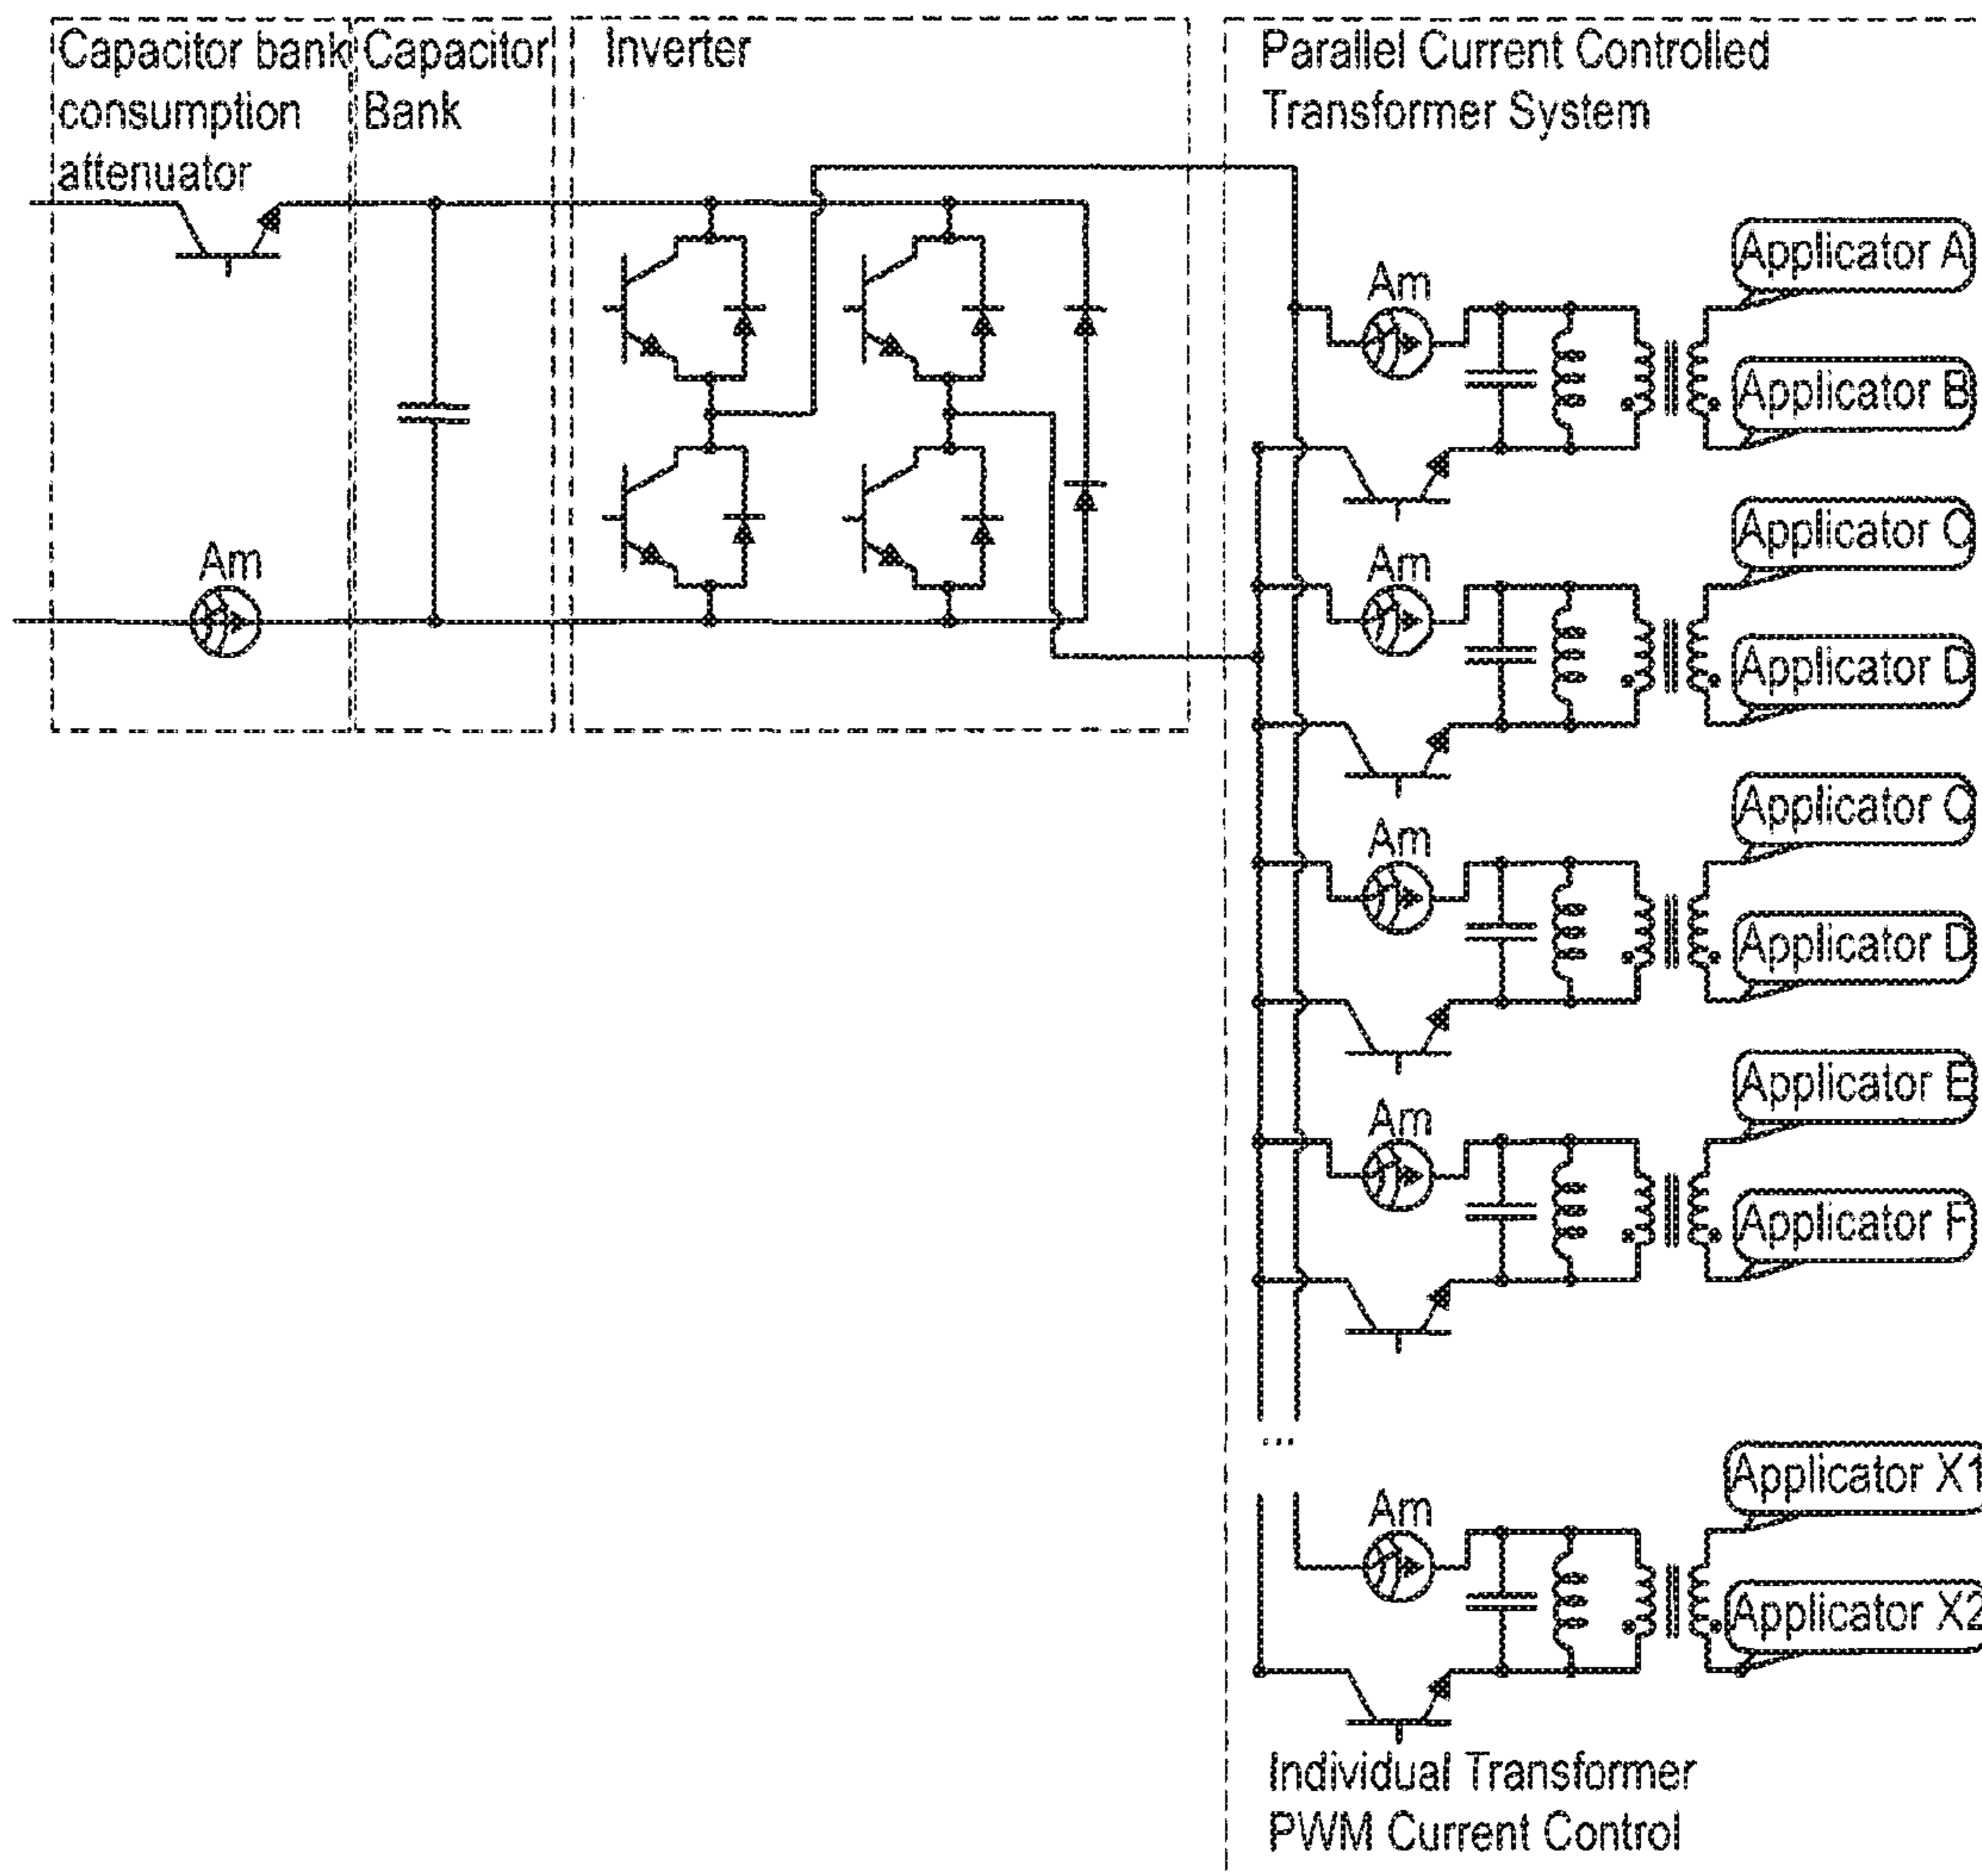 Capacitor bank
consumption
attenuator
Capacitor
Bank
Inverter
Parallel Current Controlled
Transformer System
Am
Am
Applicator A
Applicator B
Am
Applicator C
Applicator D
Am
Applicator C
Applicator D
Am
Applicator E
Applicator F
...
Am
Applicator X1
Applicator X2
Individual Transformer
PWM Current Control